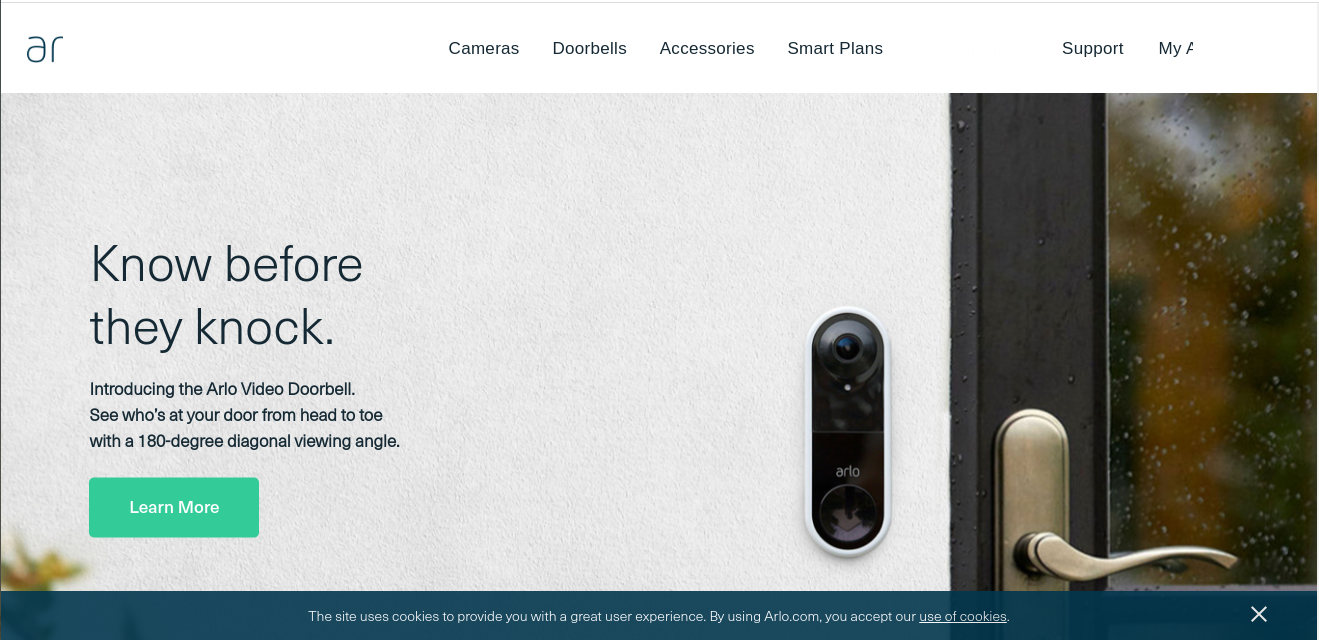 ar
Cameras Doorbells Accessories Smart Plans Support My A
Know before
they knock.
Introducing the Arlo Video Doorbell.
See who's at your door from head to toe
with a 180-degree diagonal viewing angle.
arlo
Learn More
The site uses cookies to provide you with a great user experience. By using Arlo.com, you accept our use of cookies.